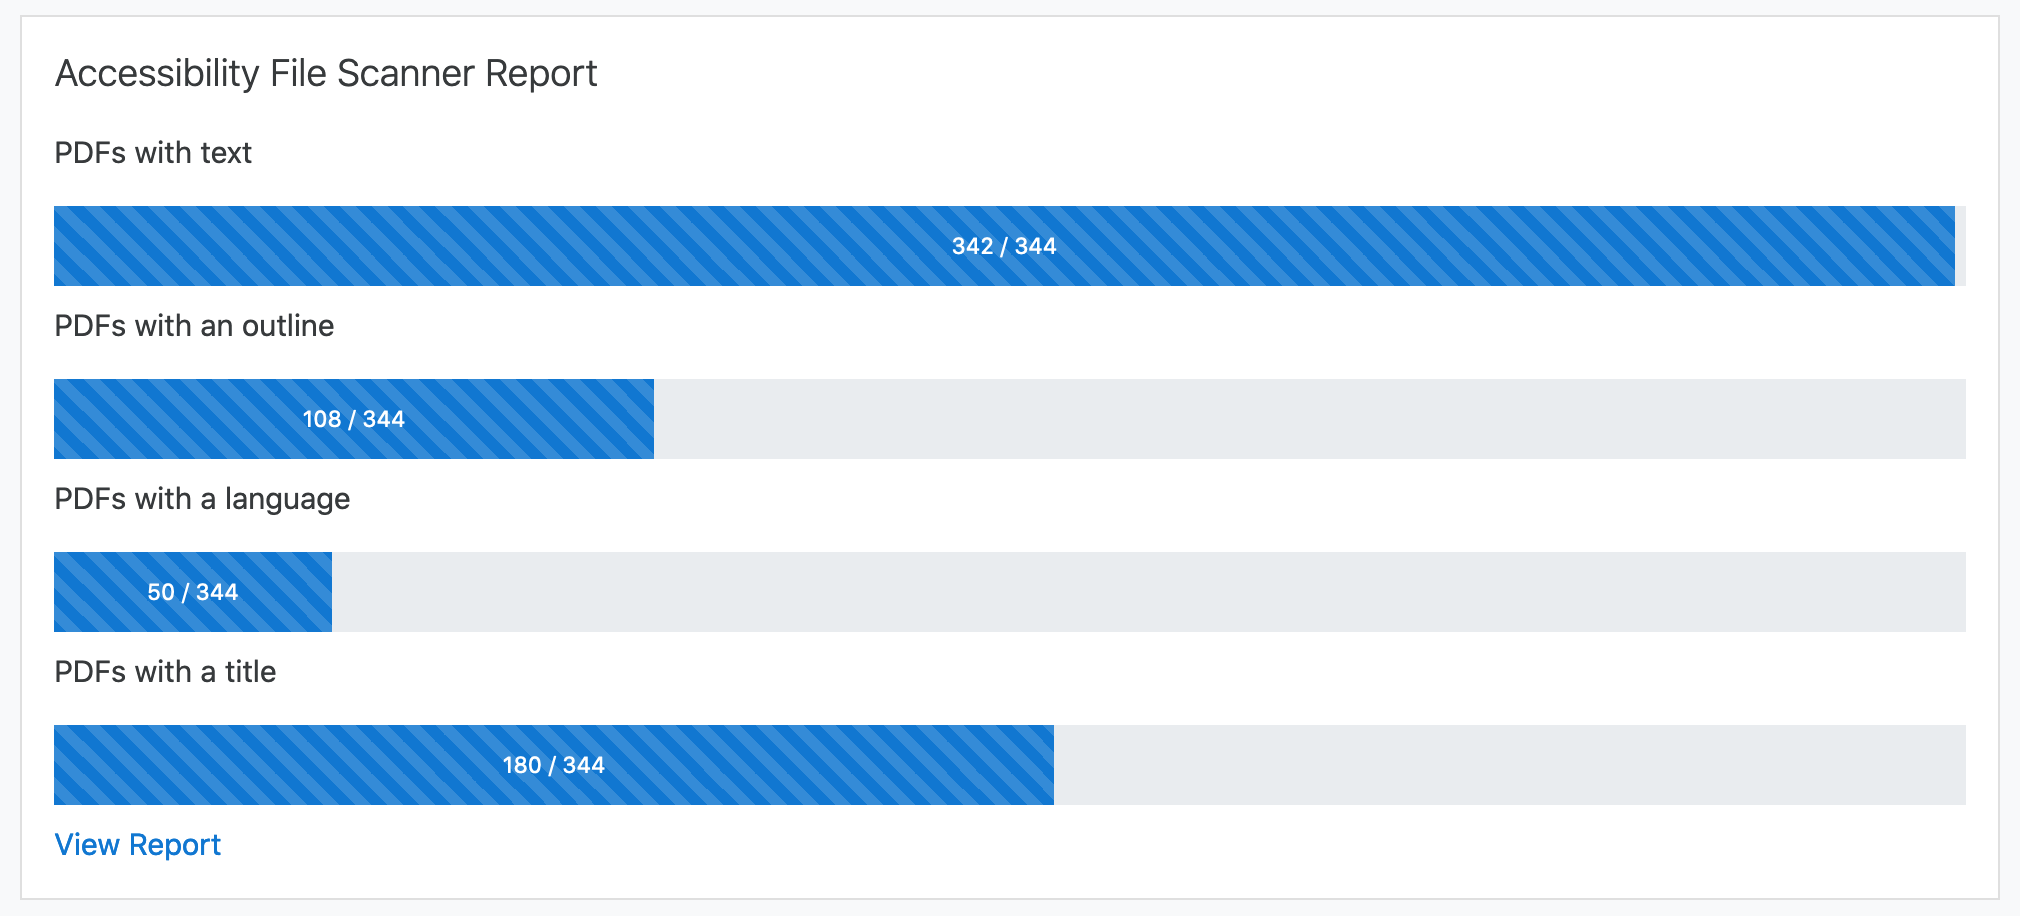 Accessibility File Scanner Report
PDFs with text
342 / 344
PDFs with an outline
108 / 344
PDFs with a language
50 / 344
PDFs with a title
180 / 344
View Report